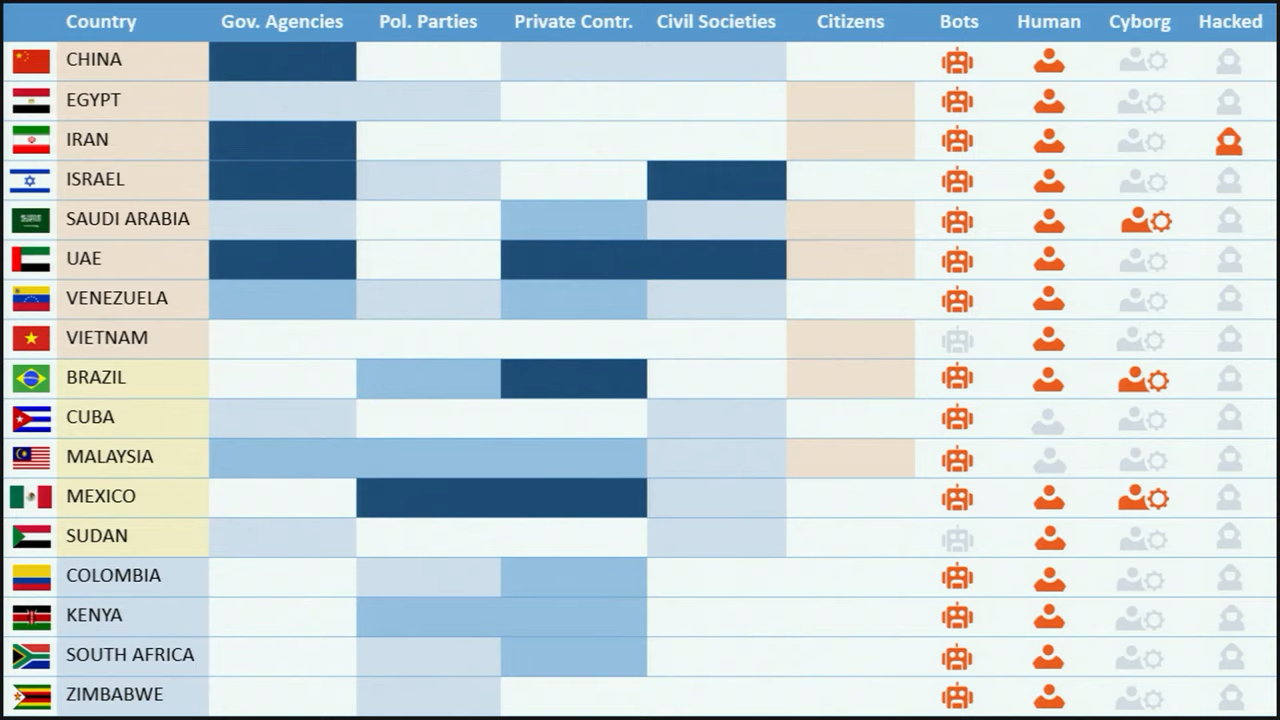 Country Gov. Agencies Pol. Parties Private Contr. Civil Societies Citizens Bots Human Cyborg Hacked
CHINA
EGYPT
IRAN
ISRAEL
SAUDI ARABIA
UAE
VENEZUELA
VIETNAM
BRAZIL
CUBA
MALAYSIA
MEXICO
SUDAN
COLOMBIA
KENYA
SOUTH AFRICA
ZIMBABWE